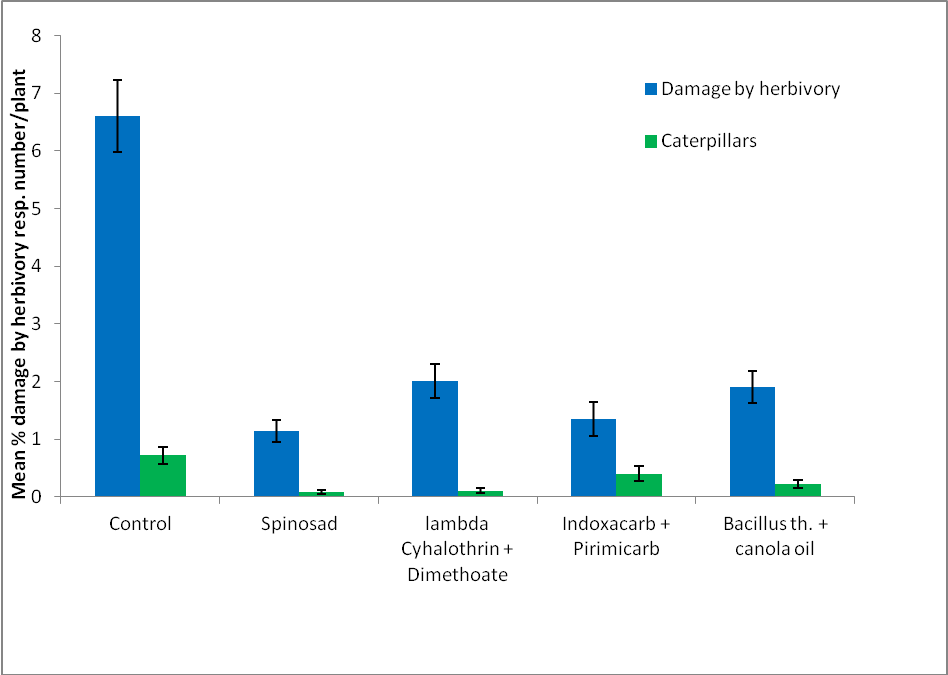 Mean % damage by herbivory resp. number/plant
8
7
6
5
4
3
2
1
0
Damage by herbivory
Caterpillars
Control
Spinosad
lambda
Cyhalothrin +
Dimethoate
Indoxacarb +
Pirimicarb
Bacillus th. +
canola oil